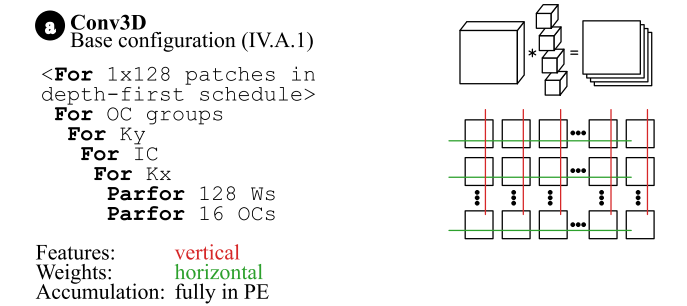 a Conv3D
Base configuration (IV.A.1)
<For 1x128 patches in
depth-first schedule>
For OC groups
For Ky
For IC
For Kx
Parfor 128 Ws
Parfor 16 OCs
Features: vertical
Weights: horizontal
Accumulation: fully in PE
* =